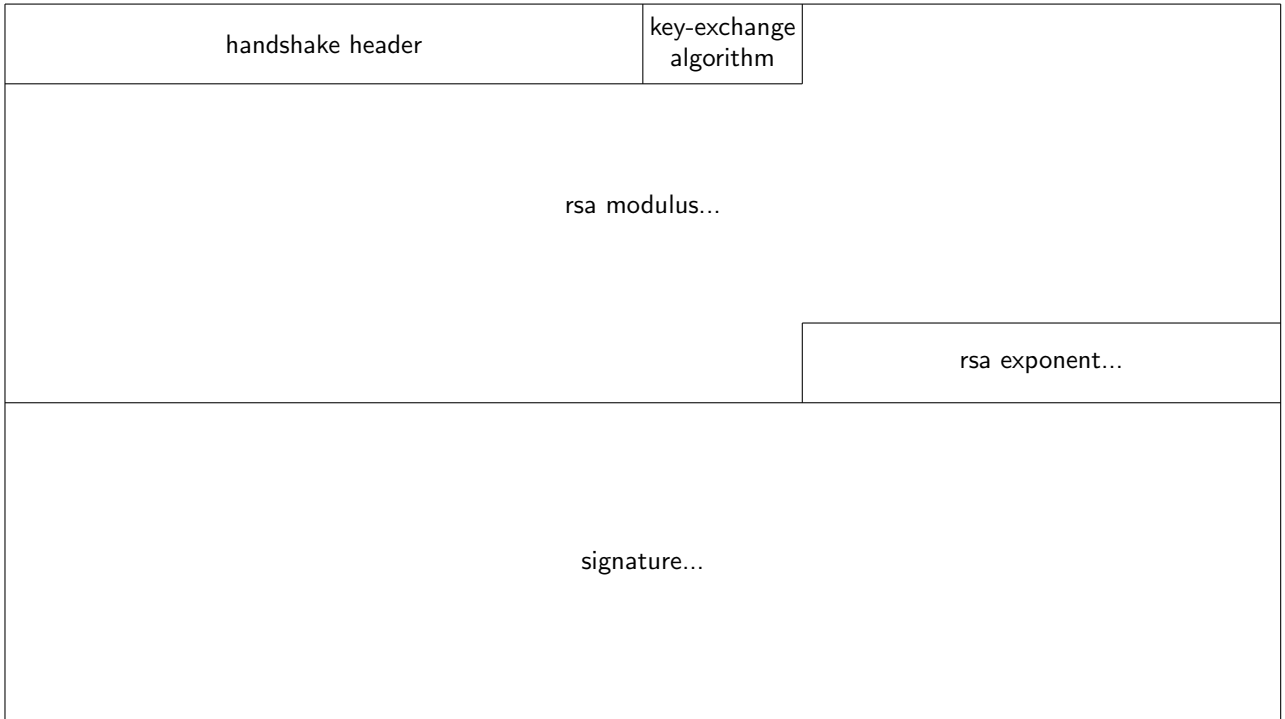 handshake header
key-exchange
algorithm
rsa modulus...
rsa exponent...
signature...